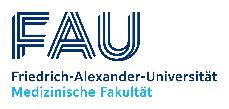 FAU
Friedrich-Alexander-Universität
Medizinische Fakultät